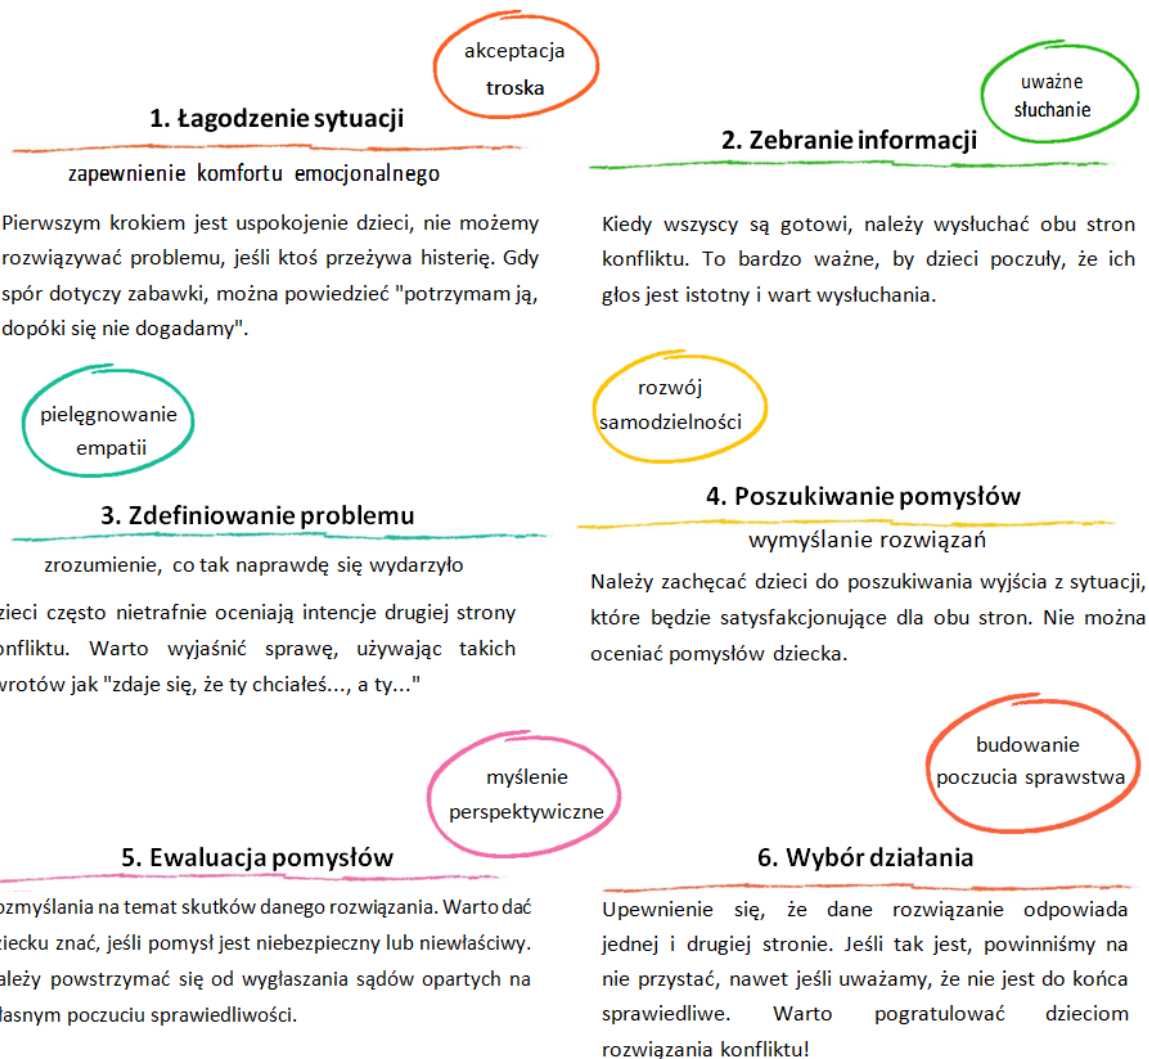 akceptacja
troska
1. Łagodzenie sytuacji
zapewnienie komfortu emocjonalnego
Pierwszym krokiem jest uspokojenie dzieci, nie możemy
rozwiązywać problemu, jeśli ktoś przeżywa histerię. Gdy
spór dotyczy zabawki, można powiedzieć "potrzymam ją,
dopóki się nie dogadamy".
uważne
słuchanie
2. Zebranie informacji
Kiedy wszyscy są gotowi, należy wysłuchać obu stron
konfliktu. To bardzo ważne, by dzieci poczuły, że ich
głos jest istotny i wart wysłuchania.
pielęgnowanie
empatii
3. Zdefiniowanie problemu
zrozumienie, co tak naprawdę się wydarzyło
zieci często nietrafnie oceniają intencje drugiej strony
onfliktu. Warto wyjaśnić sprawę, używając takich
wrotów jak "zdaje się, że ty chciałeś..., a ty..."
rozwój
samodzielności
4. Poszukiwanie pomysłów
wymyślanie rozwiązań
Należy zachęcać dzieci do poszukiwania wyjścia z sytuacji,
które będzie satysfakcjonujące dla obu stron. Nie można
oceniać pomysłów dziecka.
myślenie
perspektywiczne
5. Ewaluacja pomysłów
ozmyślania na temat skutków danego rozwiązania. Warto dać
ziecku znać, jeśli pomysł jest niebezpieczny lub niewłaściwy.
ależy powstrzymać się od wygłaszania sądów opartych na
łasnym poczuciu sprawiedliwości.
budowanie
poczucia sprawstwa
6. Wybór działania
Upewnienie się, że dane rozwiązanie odpowiada
jednej i drugiej stronie. Jeśli tak jest, powinniśmy na
nie przystać, nawet jeśli uważamy, że nie jest do końca
sprawiedliwe. Warto pogratulować dzieciom
rozwiązania konfliktu!